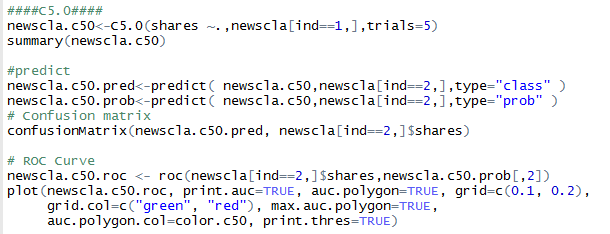 ####C5.0####
newscla.c50<-C5.0(shares ~.,newscla[ind==1,],trials=5)
summary(newscla.c50)
#predict
newscla.c50.pred<-predict( newscla.c50,newscla[ind==2,],type="class" )
newscla.c50.prob<-predict( newscla.c50,newscla[ind==2,],type="prob" )
# Confusion matrix
confusionMatrix(newscla.c50.pred, newscla[ind==2,]$shares)
# ROC Curve
newscla.c50.roc <- roc(newscla[ind==2,]$shares,newscla.c50.prob[,2])
plot(newscla.c50.roc, print.auc=TRUE, auc.polygon=TRUE, grid=c(0.1, 0.2),
grid.col=c("green", "red"), max.auc.polygon=TRUE,
auc.polygon.col=color.c50, print.thres=TRUE)